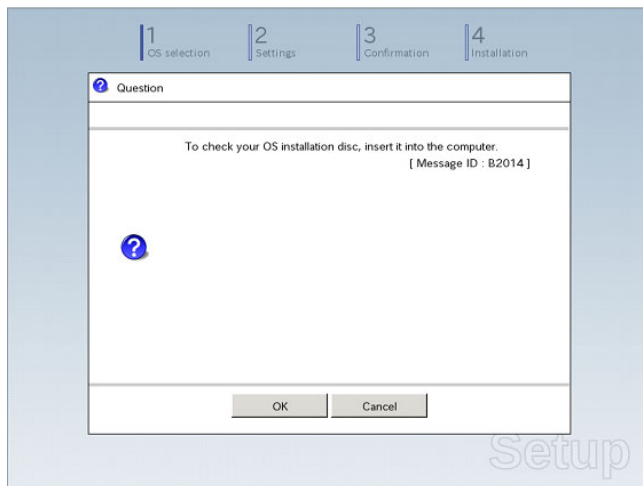 1
OS selection
2
Settings
3
Confirmation
4
Installation
Question
To check your OS installation disc, insert it into the computer.
[ Message ID : B2014 ]
OK
Cancel
Setup